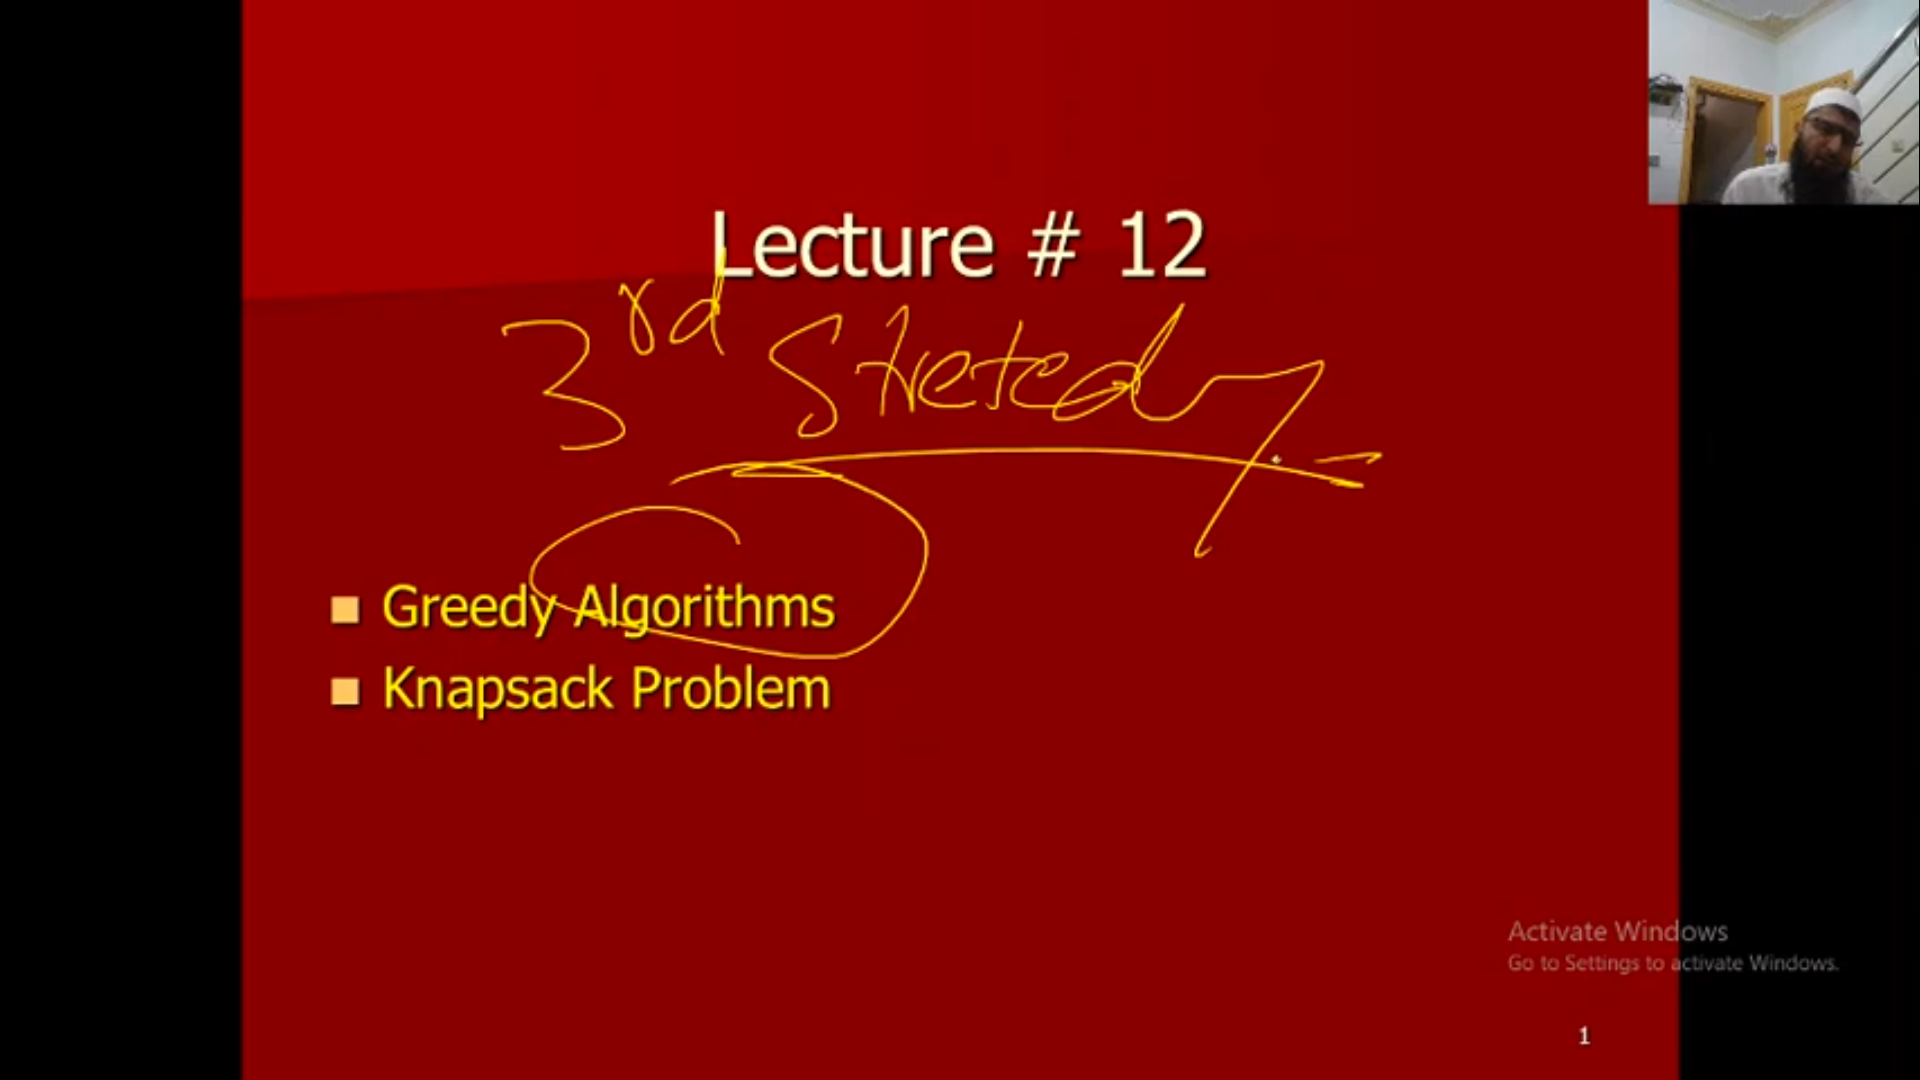 Lecture # 12
3rd Stretedy
Greedy Algorithms
Knapsack Problem
Activate Windows
Go to Settings to activate Windows.
1